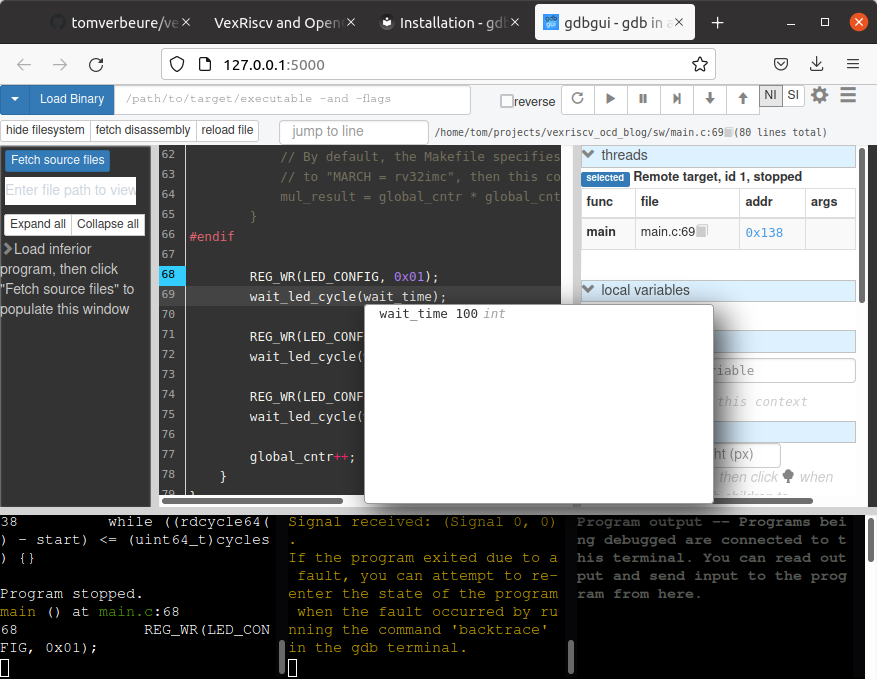 tomverbeure/ve
VexRiscv and Open
Installation - gdb
gdbgui - gdb in a
127.0.0.1:5000
Load Binary
/path/to/target/executable -and -flags
reverse
NI
SI
hide filesystem
fetch disassembly
reload file
jump to line
/home/tom/projects/vexriscv_ocd_blog/sw/main.c:69 (80 lines total)
Fetch source files
Enter file path to view
Expand all
Collapse all
Load inferior
program, then click
"Fetch source files" to
populate this window
62 // By default, the Makefile specifies
63 // to "MARCH = rv32imc", then this co
64 mul_result = global_cntr * global_cnt
65 }
66 #endif
67
68 REG_WR(LED_CONFIG, 0x01);
69 wait_led_cycle(wait_time);
70
71 REG_WR(LED_CONF
72 wait_led_cycle(
73
74 REG_WR(LED_CONF
75 wait_led_cycle(
76
77 global_cntr++;
78 }
79
wait_time 100 int
threads
selected Remote target, id 1, stopped
func file addr args
main main.c:69 0x138
local variables
riable
this context
ht (px)
then click when
38 while ((rdcycle64(
) - start) <= (uint64_t)cycles
) {}
Program stopped.
main () at main.c:68
68 REG_WR(LED_CON
FIG, 0x01);
Signal received: (Signal 0, 0)
.
If the program exited due to a
fault, you can attempt to re-
enter the state of the program
when the fault occurred by ru
nning the command 'backtrace'
in the gdb terminal.
Program output -- Programs bei
ng debugged are connected to t
his terminal. You can read out
put and send input to the prog
ram from here.